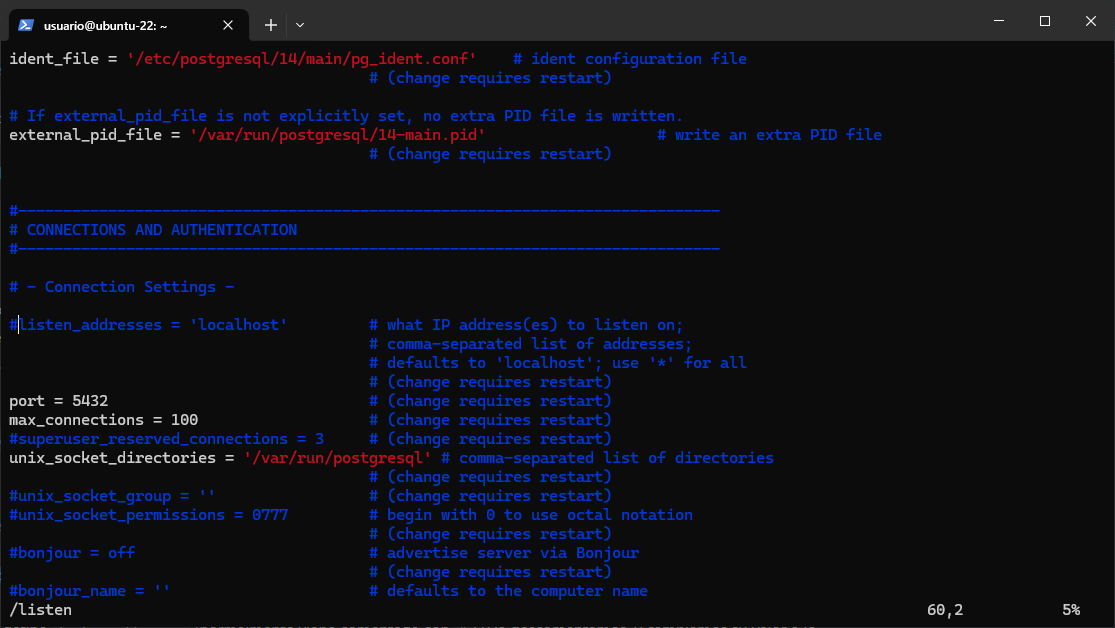 usuario@ubuntu-22: ~
ident_file = '/etc/postgresql/14/main/pg_ident.conf'    # ident configuration file
                                        # (change requires restart)
# If external_pid_file is not explicitly set, no extra PID file is written.
external_pid_file = '/var/run/postgresql/14-main.pid'                   # write an extra PID file
                                        # (change requires restart)
#------------------------------------------------------------------------------
# CONNECTIONS AND AUTHENTICATION
#------------------------------------------------------------------------------
# - Connection Settings -
#listen_addresses = 'localhost'         # what IP address(es) to listen on;
                                        # comma-separated list of addresses;
                                        # defaults to 'localhost'; use '*' for all
                                        # (change requires restart)
port = 5432                             # (change requires restart)
max_connections = 100                   # (change requires restart)
#superuser_reserved_connections = 3     # (change requires restart)
unix_socket_directories = '/var/run/postgresql' # comma-separated list of directories
                                        # (change requires restart)
#unix_socket_group = ''                 # (change requires restart)
#unix_socket_permissions = 0777         # begin with 0 to use octal notation
                                        # (change requires restart)
#bonjour = off                          # advertise server via Bonjour
                                        # (change requires restart)
#bonjour_name = ''                      # defaults to the computer name
/listen                                                                                               60,2           5%